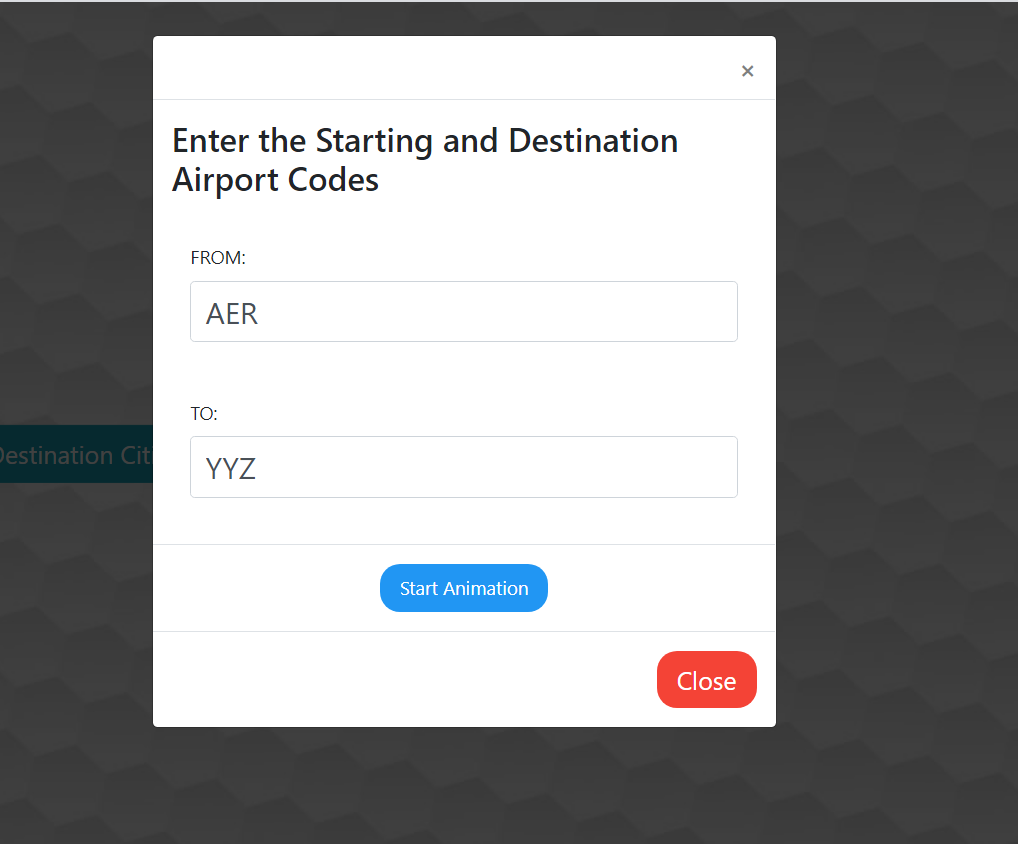 ×
Enter the Starting and Destination
Airport Codes
FROM:
AER
TO:
YYZ
Destination Cit
Start Animation
Close